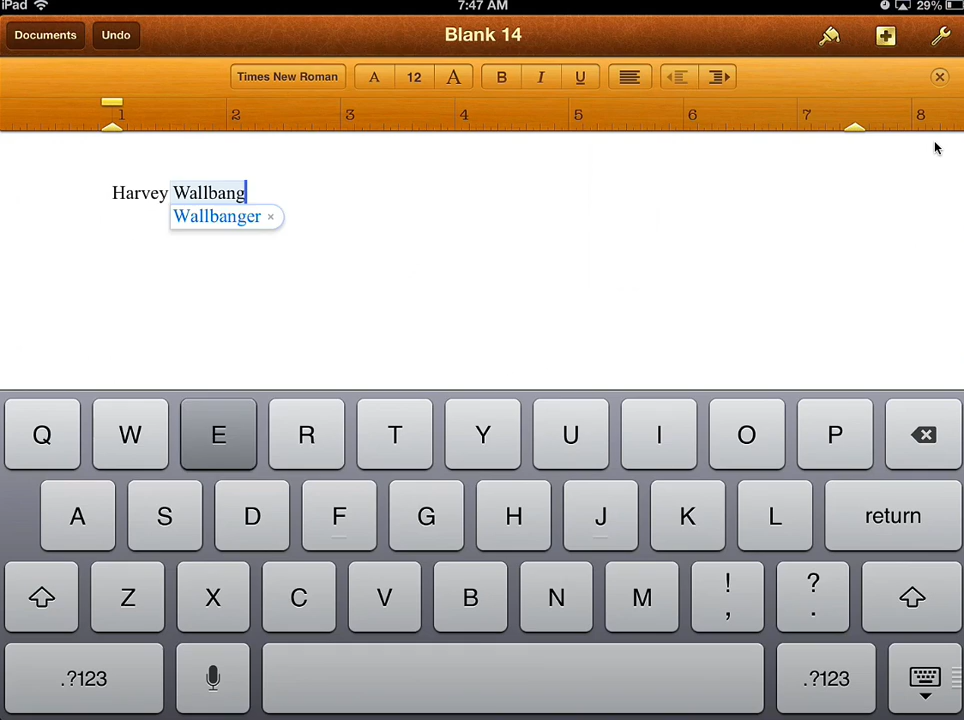 iPad 7:47 AM 29%
Documents Undo Blank 14
Times New Roman A 12 A B I U
1 2 3 4 5 6 7 8
Harvey Wallbang
Wallbanger ×
Q W E R T Y U I O P
A S D F G H J K L return
Z X C V B N M ! , ? .
.?123 .?123